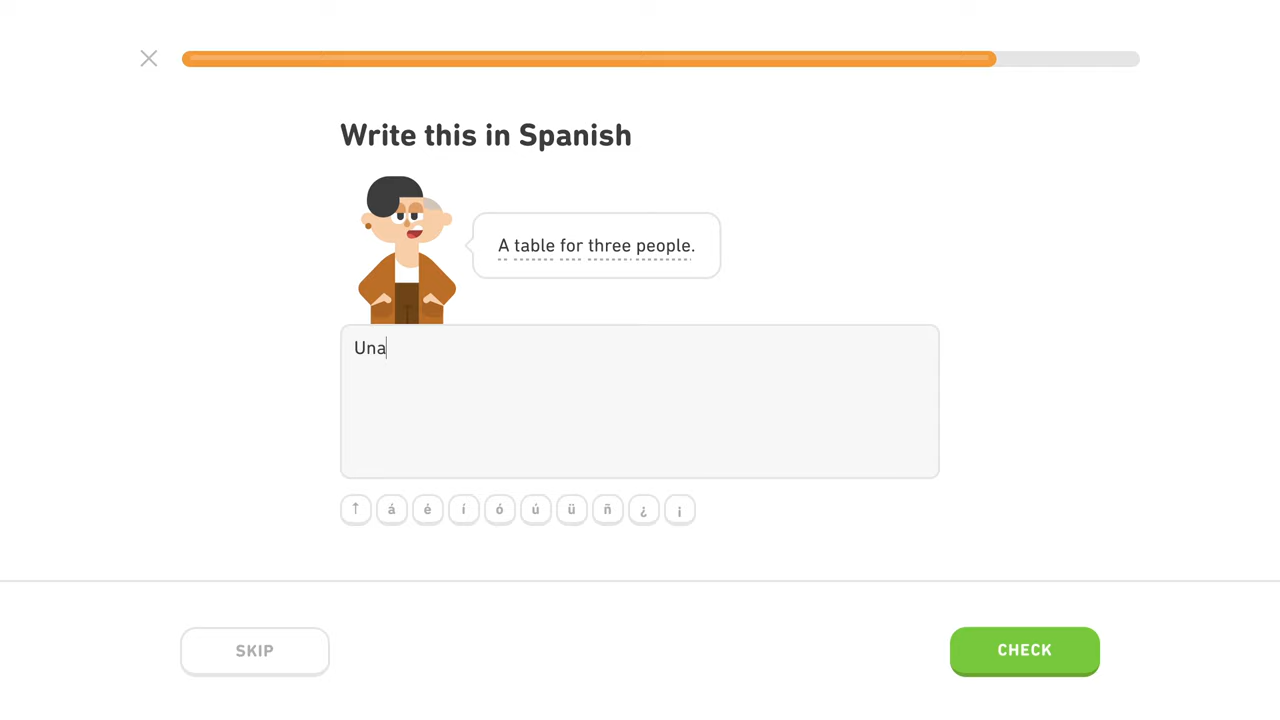 Write this in Spanish
A table for three people.
Una
↑ á é í ó ú ü ñ ¿ ¡
SKIP
CHECK